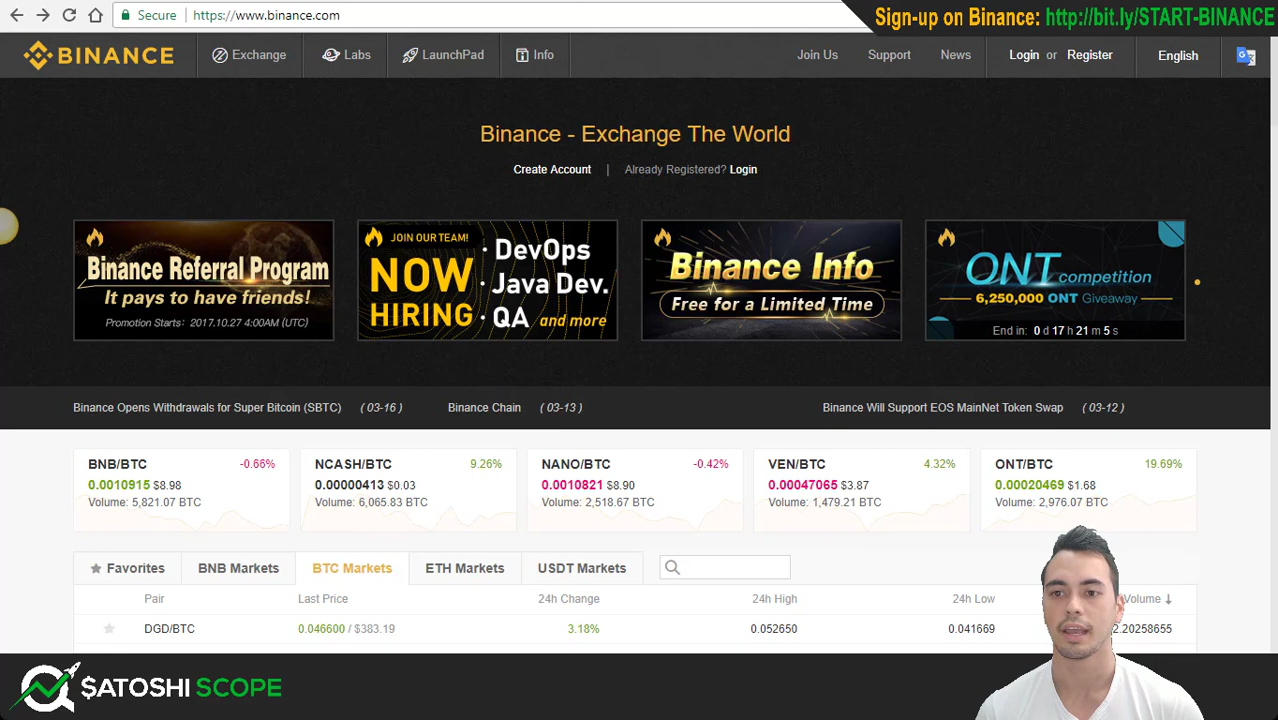 Secure https://www.binance.com
Sign-up on Binance: http://bit.ly/START-BINANCE
BINANCE Exchange Labs LaunchPad Info Join Us Support News Login or Register English
Binance - Exchange The World
Create Account | Already Registered? Login
Binance Referral Program
It pays to have friends!
Promotion Starts: 2017.10.27 4:00AM (UTC)
JOIN OUR TEAM!
NOW
HIRING
· DevOps
· Java Dev.
· QA and more
Binance Info
Free for a Limited Time
ONT competition
6,250,000 ONT Giveaway
End in: 0 d 17 h 21 m 5 s
Binance Opens Withdrawals for Super Bitcoin (SBTC) ( 03-16 ) Binance Chain ( 03-13 ) Binance Will Support EOS MainNet Token Swap ( 03-12 )
BNB/BTC -0.66%
0.0010915 $8.98
Volume: 5,821.07 BTC
NCASH/BTC 9.26%
0.00000413 $0.03
Volume: 6,065.83 BTC
NANO/BTC -0.42%
0.0010821 $8.90
Volume: 2,518.67 BTC
VEN/BTC 4.32%
0.00047065 $3.87
Volume: 1,479.21 BTC
ONT/BTC 19.69%
0.00020469 $1.68
Volume: 2,976.07 BTC
Favorites BNB Markets BTC Markets ETH Markets USDT Markets
Pair Last Price 24h Change 24h High 24h Low Volume
DGD/BTC 0.046600 / $383.19 3.18% 0.052650 0.041669
$ATOSHI SCOPE